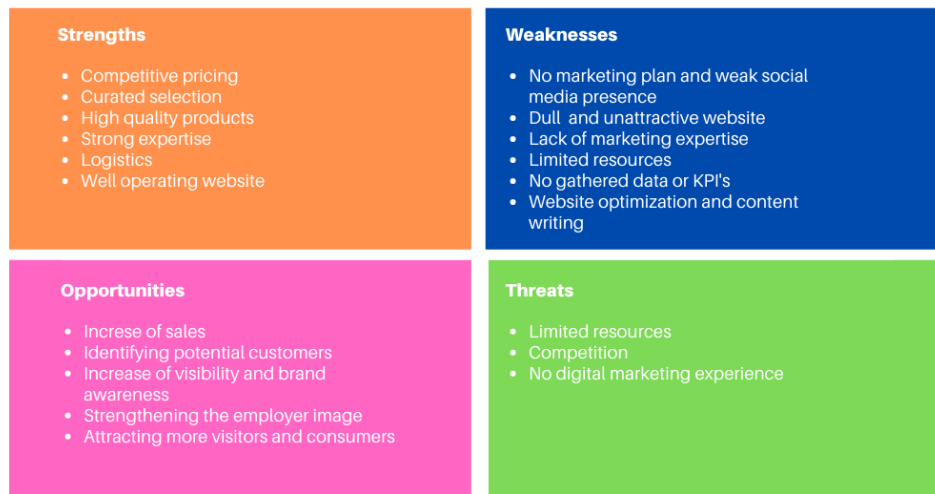 Strengths
• Competitive pricing
• Curated selection
• High quality products
• Strong expertise
• Logistics
• Well operating website
Weaknesses
• No marketing plan and weak social
media presence
• Dull and unattractive website
• Lack of marketing expertise
• Limited resources
• No gathered data or KPI's
• Website optimization and content
writing
Opportunities
• Increse of sales
• Identifying potential customers
• Increase of visibility and brand
awareness
• Strengthening the employer image
• Attracting more visitors and consumers
Threats
• Limited resources
• Competition
• No digital marketing experience